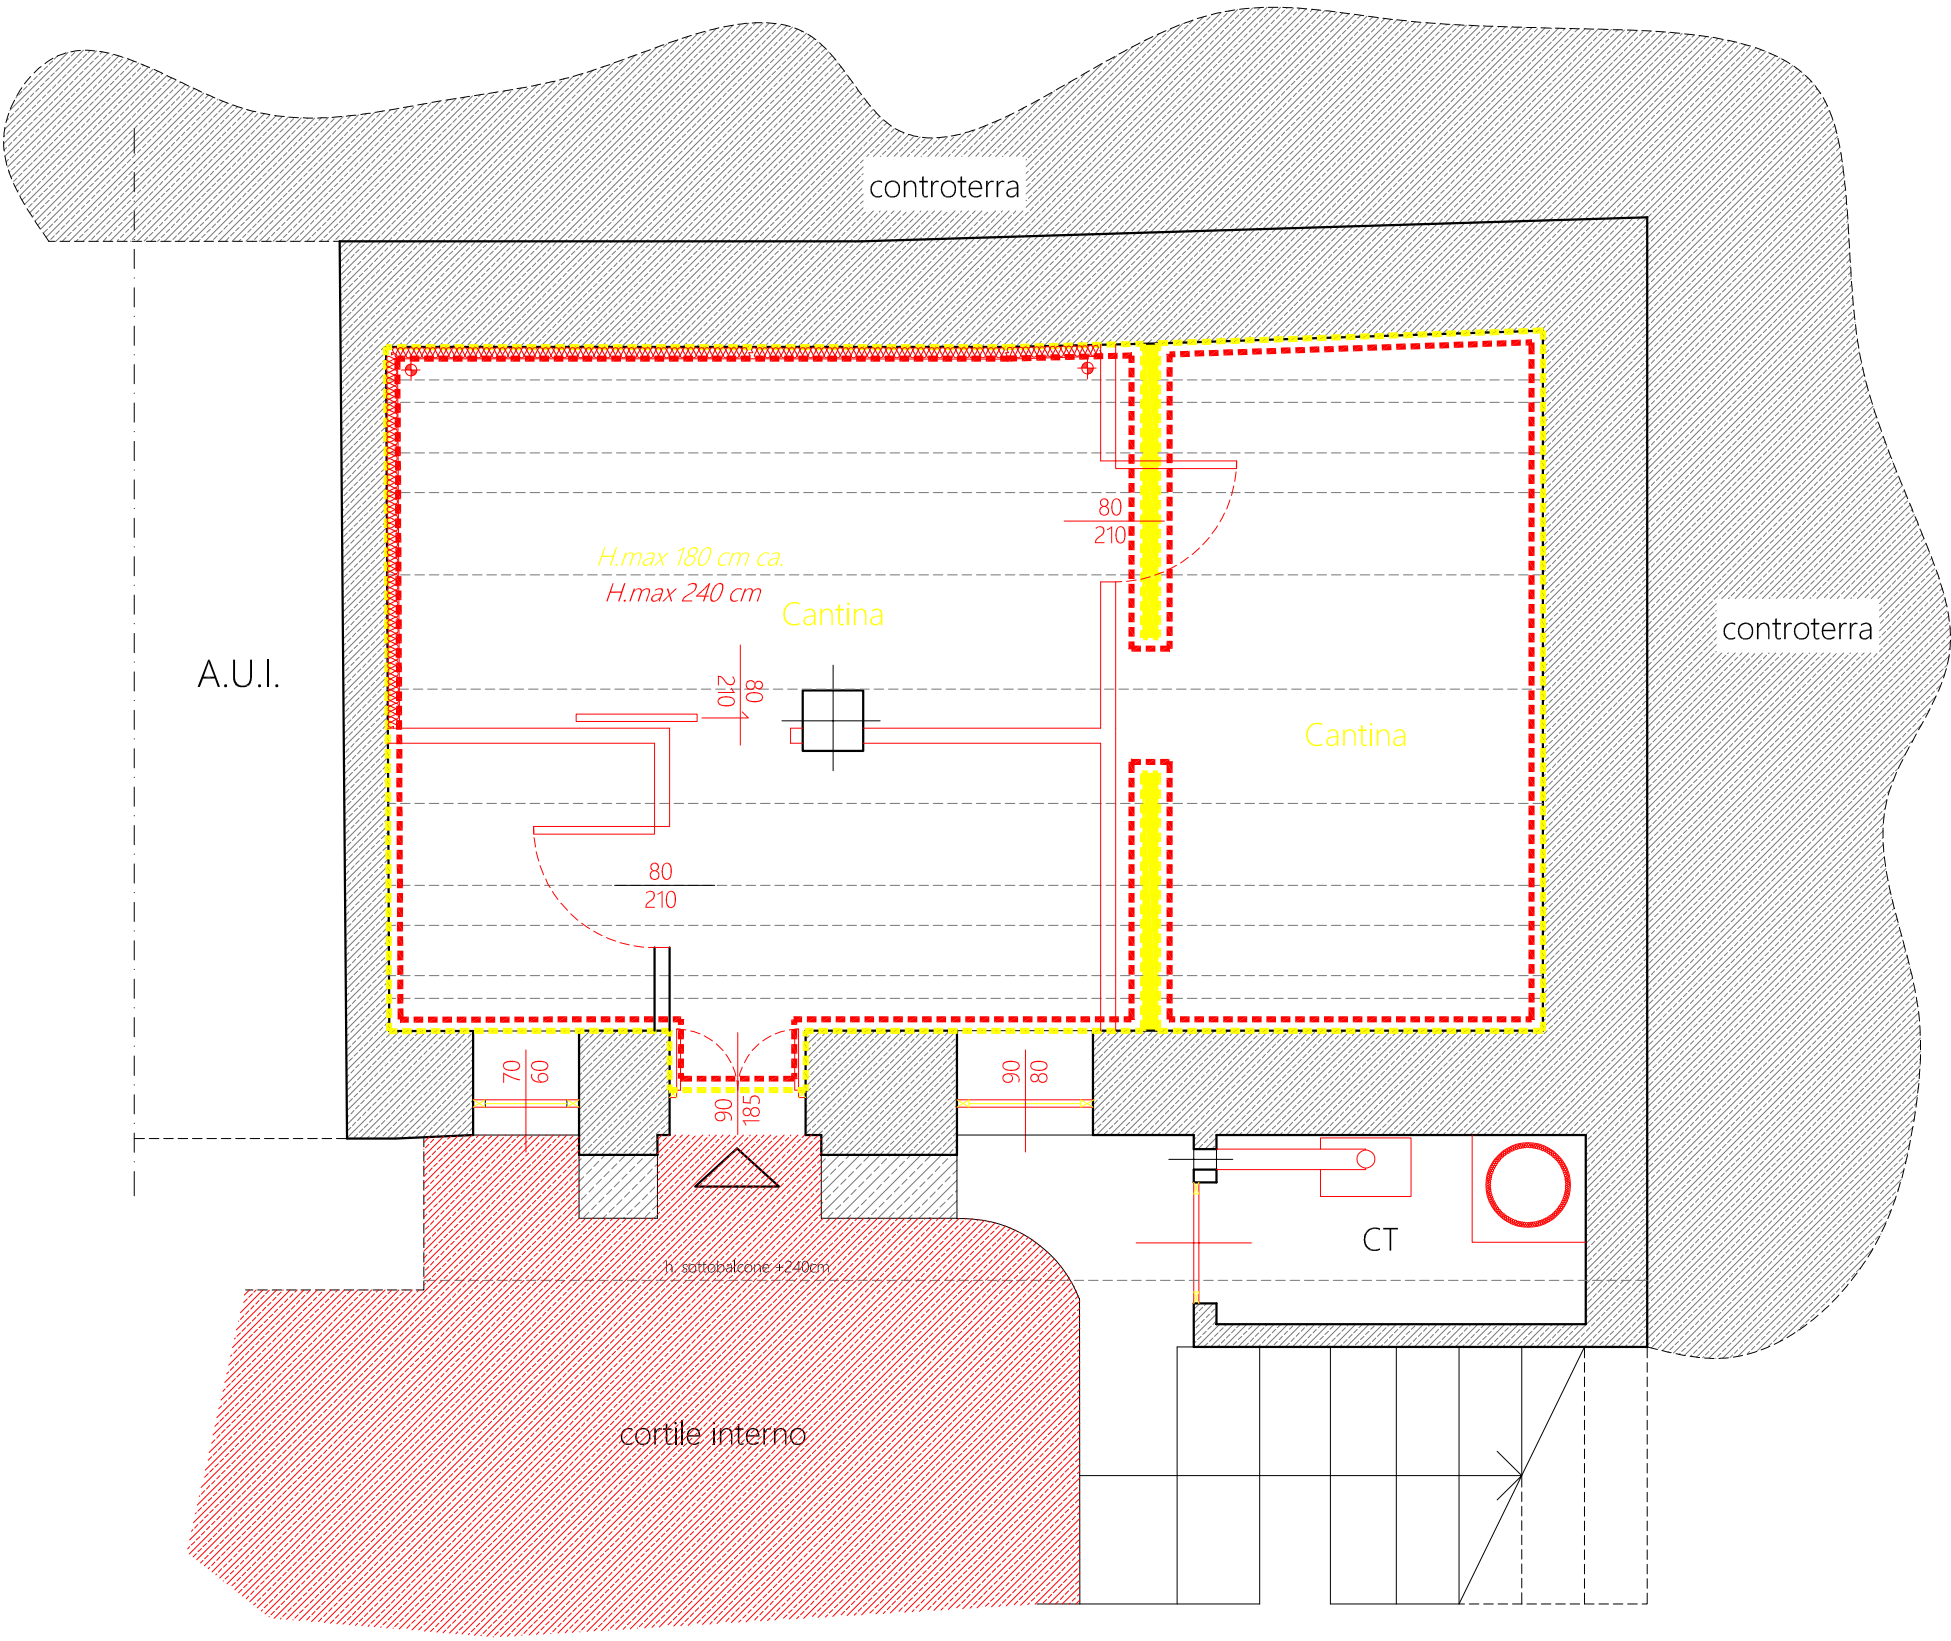 controterra
80
210
H.max 180 cm ca.
H.max 240 cm
Cantina
controterra
A.U.I.
80
210
Cantina
80
210
70
60
90
185
90
80
CT
h. sottobalcone +240cm
cortile interno